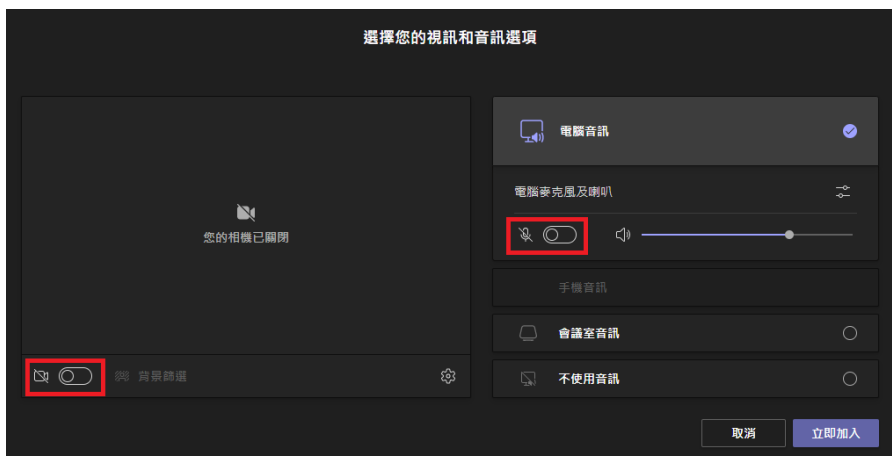 選擇您的視訊和音訊選項
您的相機已關閉
背景篩選
電腦音訊
電腦麥克風及喇叭
手機音訊
會議室音訊
不使用音訊
取消
立即加入